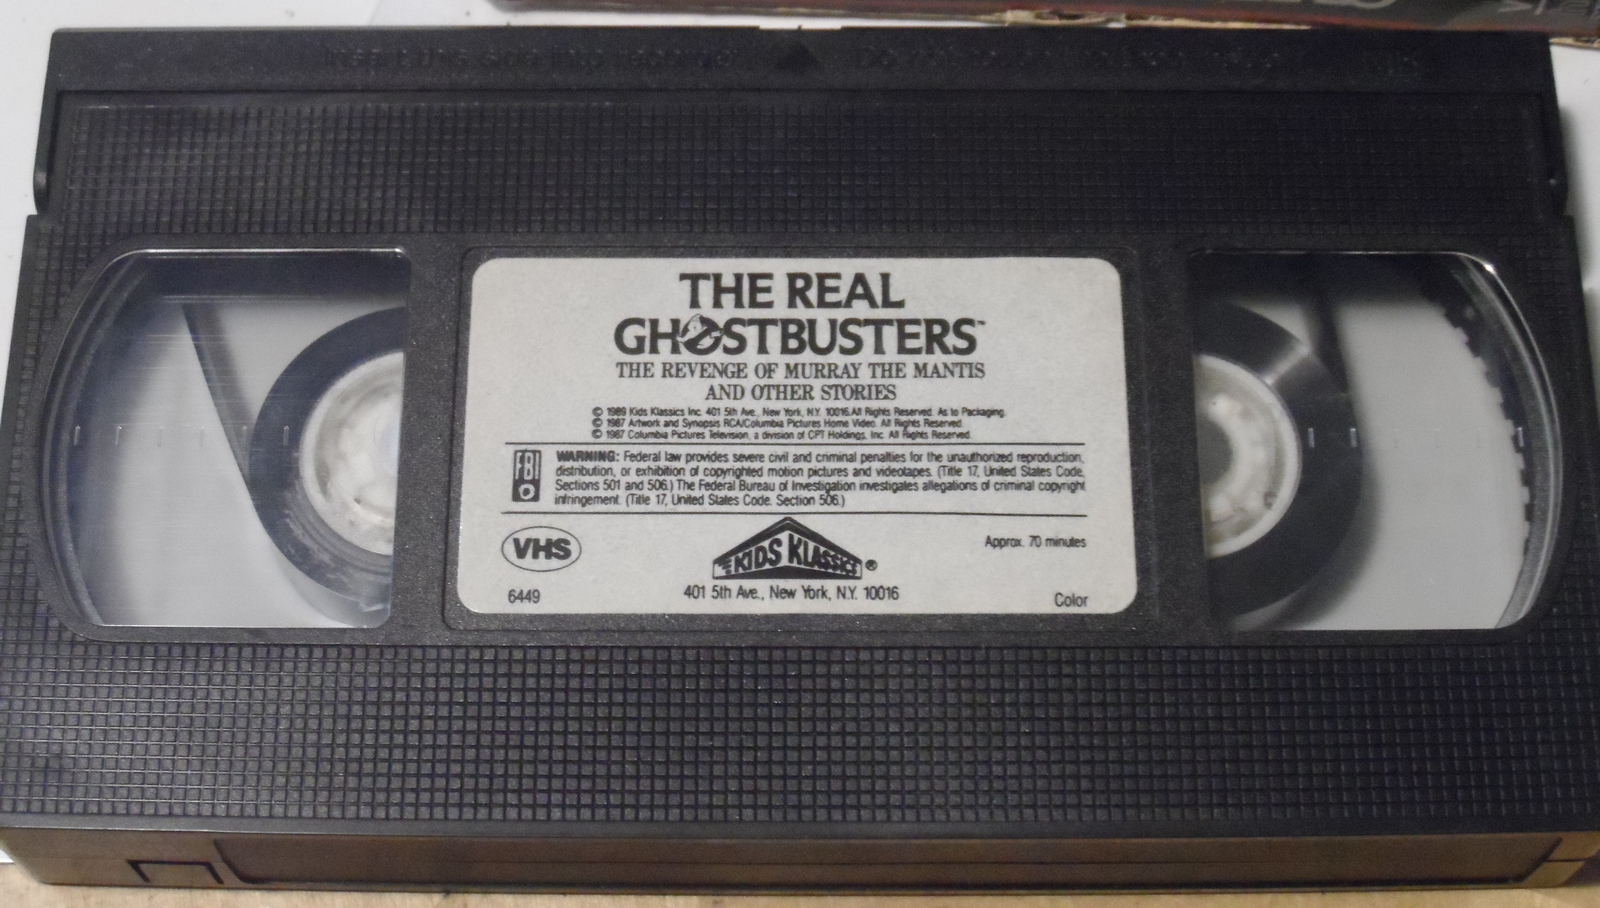 Insert this side into recorder
THE REAL
GHOSTBUSTERS™
THE REVENGE OF MURRAY THE MANTIS
AND OTHER STORIES
© 1989 Kids Klassics Inc. 401 5th Ave., New York, N.Y. 10016.All Rights Reserved. As to Packaging.
© 1987 Artwork and Synopsis RCA/Columbia Pictures Home Video. All Rights Reserved.
© 1987 Columbia Pictures Television, a division of CPT Holdings, Inc. All Rights Reserved.
FBI
WARNING: Federal law provides severe civil and criminal penalties for the unauthorized reproduction,
distribution, or exhibition of copyrighted motion pictures and videotapes. (Title 17, United States Code,
Sections 501 and 506.) The Federal Bureau of Investigation investigates allegations of criminal copyright
infringement. (Title 17, United States Code. Section 506.)
VHS
KIDS KLASSICS®
Approx. 70 minutes
6449
401 5th Ave., New York, N.Y. 10016
Color